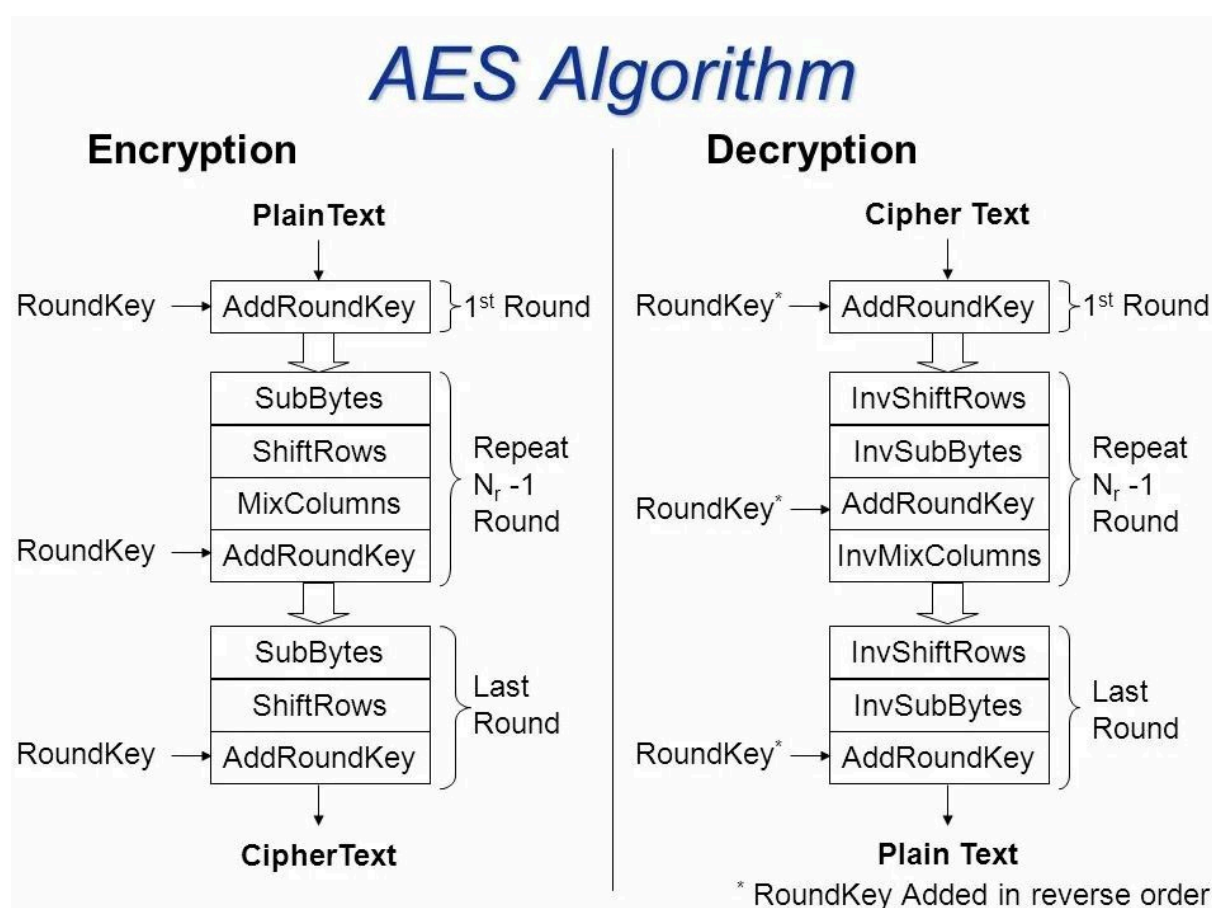 AES Algorithm
Encryption
PlainText
RoundKey
AddRoundKey
1st Round
SubBytes
ShiftRows
MixColumns
RoundKey
AddRoundKey
Repeat
Nr -1
Round
SubBytes
ShiftRows
RoundKey
AddRoundKey
Last
Round
CipherText
Decryption
Cipher Text
RoundKey*
AddRoundKey
1st Round
InvShiftRows
InvSubBytes
RoundKey*
AddRoundKey
InvMixColumns
Repeat
Nr -1
Round
InvShiftRows
InvSubBytes
RoundKey*
AddRoundKey
Last
Round
Plain Text
* RoundKey Added in reverse order